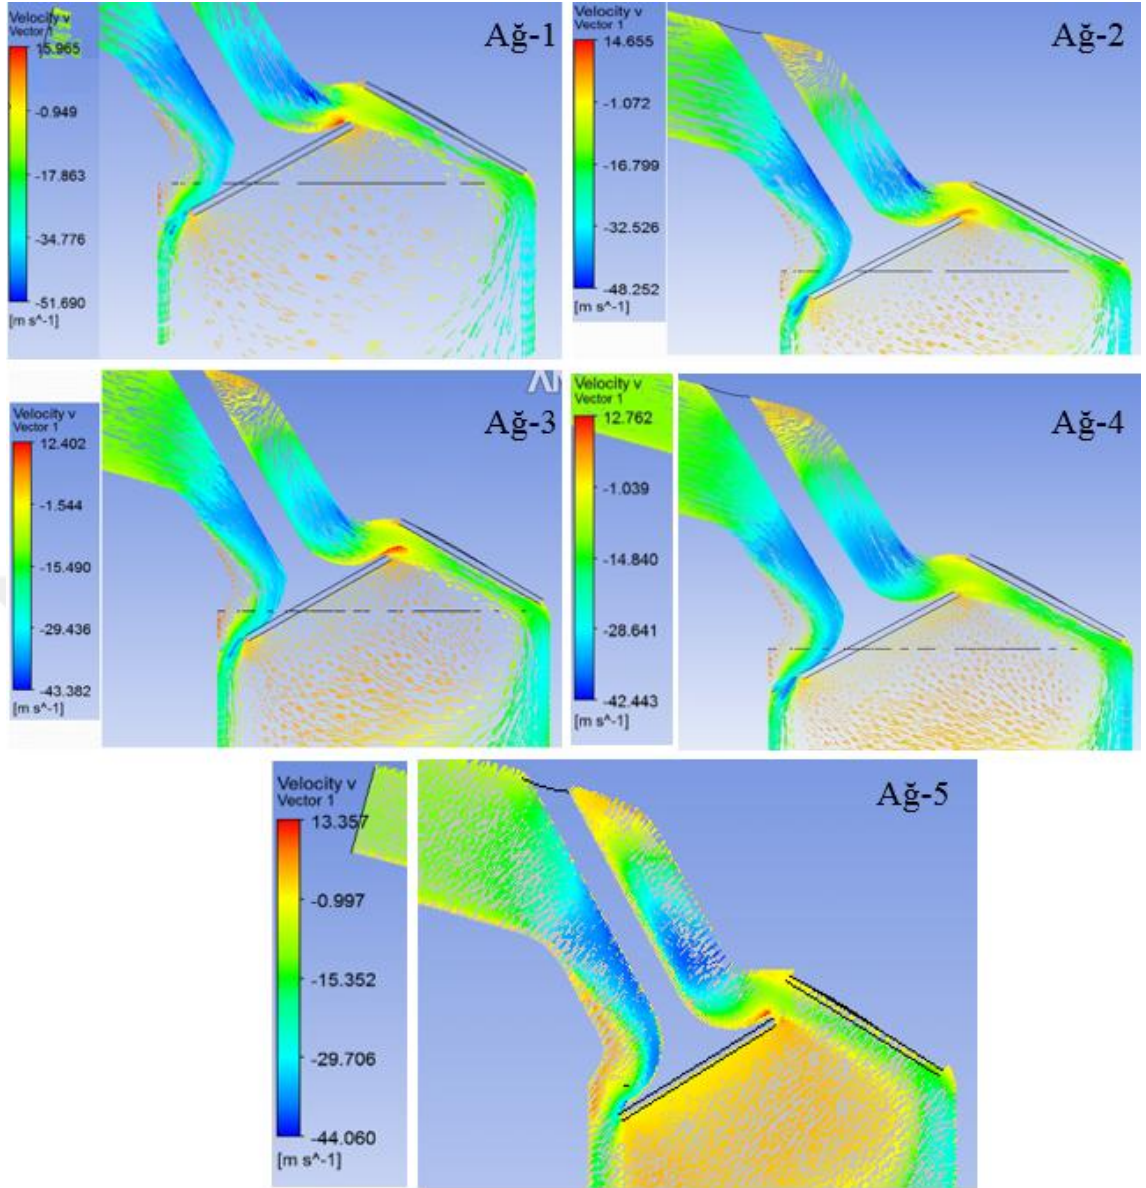 Velocity v
Vector 1
15.965
-0.949
-17.863
-34.776
-51.690
[m s^-1]
Ağ-1
Velocity v
Vector 1
14.655
-1.072
-16.799
-32.526
-48.252
[m s^-1]
Ağ-2
Velocity v
Vector 1
12.402
-1.544
-15.490
-29.436
-43.382
[m s^-1]
Ağ-3
Velocity v
Vector 1
12.762
-1.039
-14.840
-28.641
-42.443
[m s^-1]
Ağ-4
Velocity v
Vector 1
13.357
-0.997
-15.352
-29.706
-44.060
[m s^-1]
Ağ-5